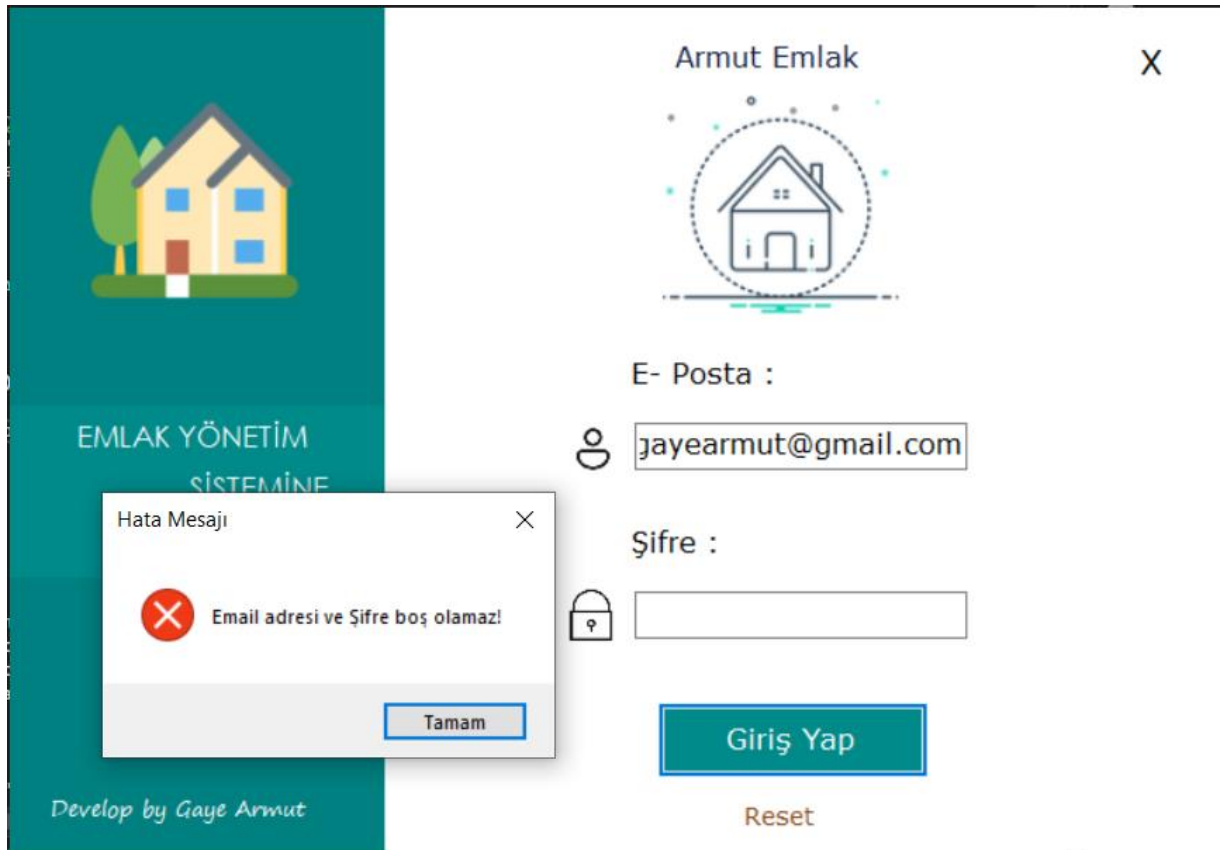 Armut Emlak
X
E- Posta :
gayearmut@gmail.com
Şifre :
Giriş Yap
Reset
EMLAK YÖNETİM
SİSTEMİNE
Hata Mesajı
Email adresi ve Şifre boş olamaz!
Tamam
Develop by Gaye Armut